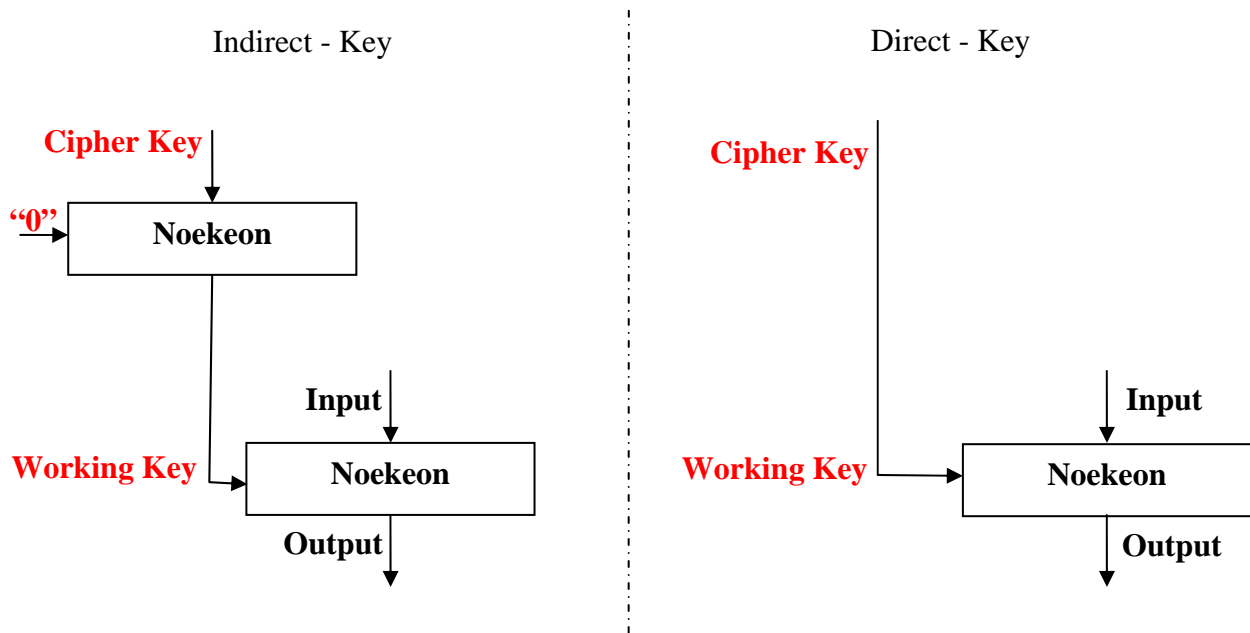 Indirect - Key
Cipher Key
“0”
Noekeon
Input
Working Key
Noekeon
Output
Direct - Key
Cipher Key
Input
Working Key
Noekeon
Output